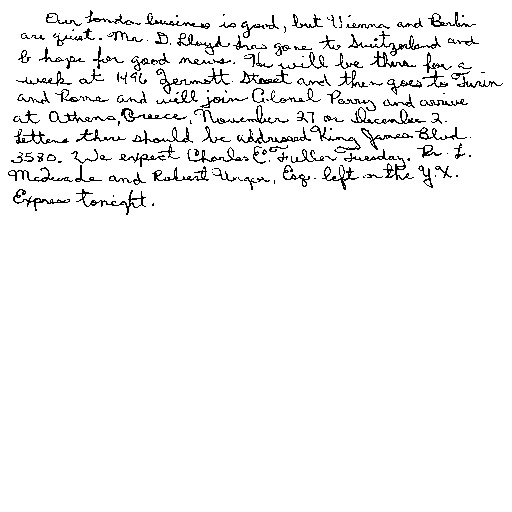 Our London business is good, but Vienna and Berlin
are quiet. Mr. D. Lloyd has gone to Switzerland and
I hope for good news. He will be there for a
week at 1496 Zermott Street and then goes to Turin
and Rome and will join Colonel Parry and arrive
at Athens, Greece, November 27 or December 2.
Letters there should be addressed King James Blvd.
3580. We expect Charles E. Fuller Tuesday. Dr. L.
McQuade and Robert Unger, Esq. left on the Y.X.
Express tonight.